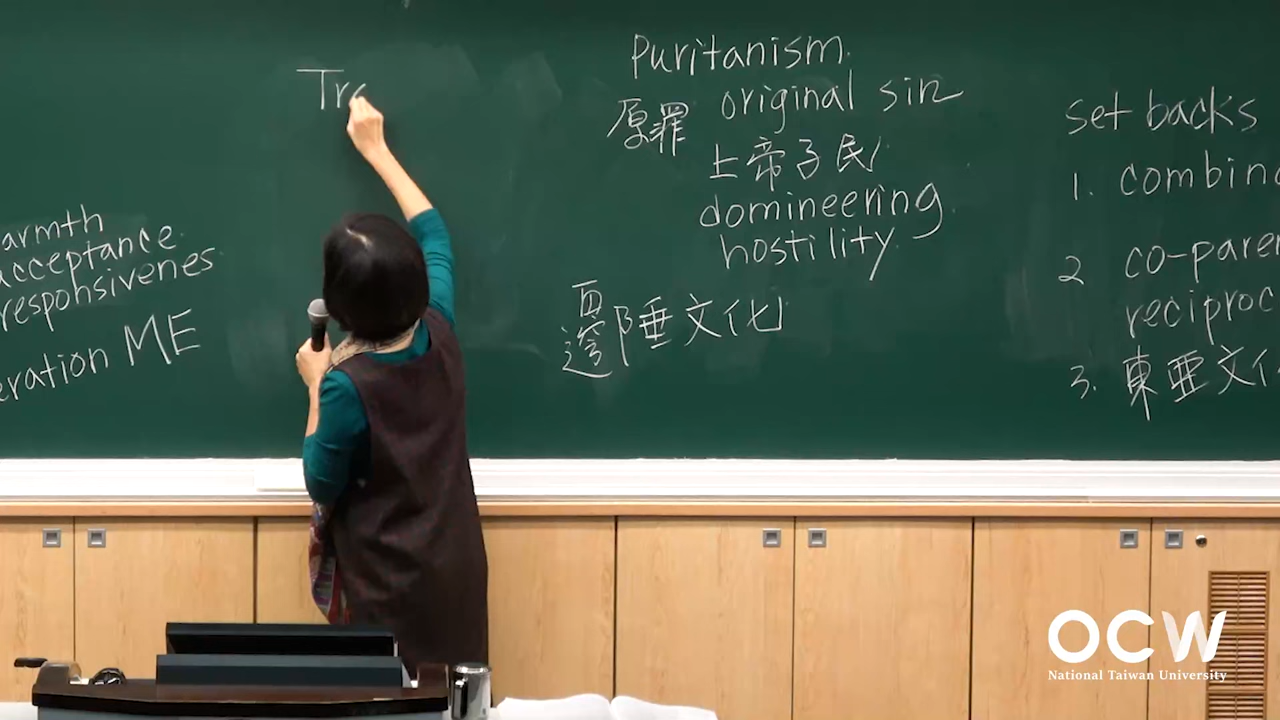 armth
acceptance
responsivenes
eration ME
Tr
Puritanism
原罪 original sin
上帝子民
domineering
hostility
邊陲文化
set backs
1. combin
2 co-paren
reciproc
3. 東亜文化
OCW
National Taiwan University